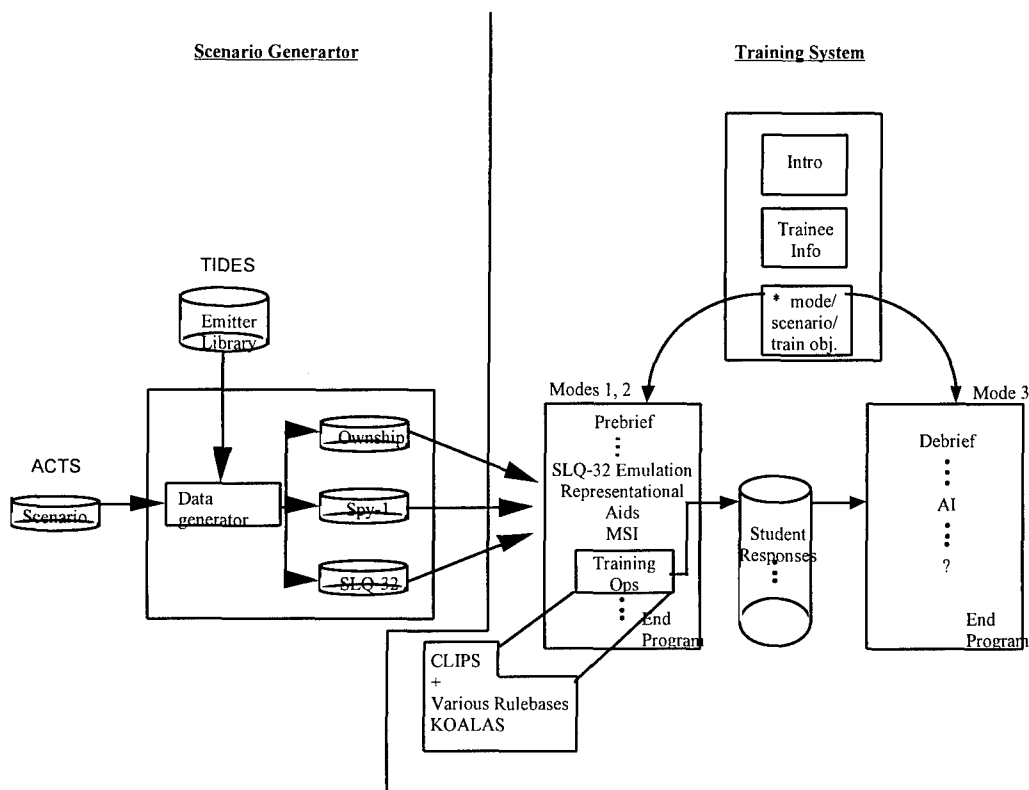 Scenario Generartor
TIDES
Emitter
Library
ACTS
Scenario
Data
generator
Ownship
Spy-1
SLQ-32
Training System
Intro
Trainee
Info
* mode/
scenario/
train obj.
Modes 1, 2
Prebrief
SLQ-32 Emulation
Representational
Aids
MSI
Training
Ops
End
Program
CLIPS
+
Various Rulebases
KOALAS
Student
Responses
Mode 3
Debrief
AI
?
End
Program